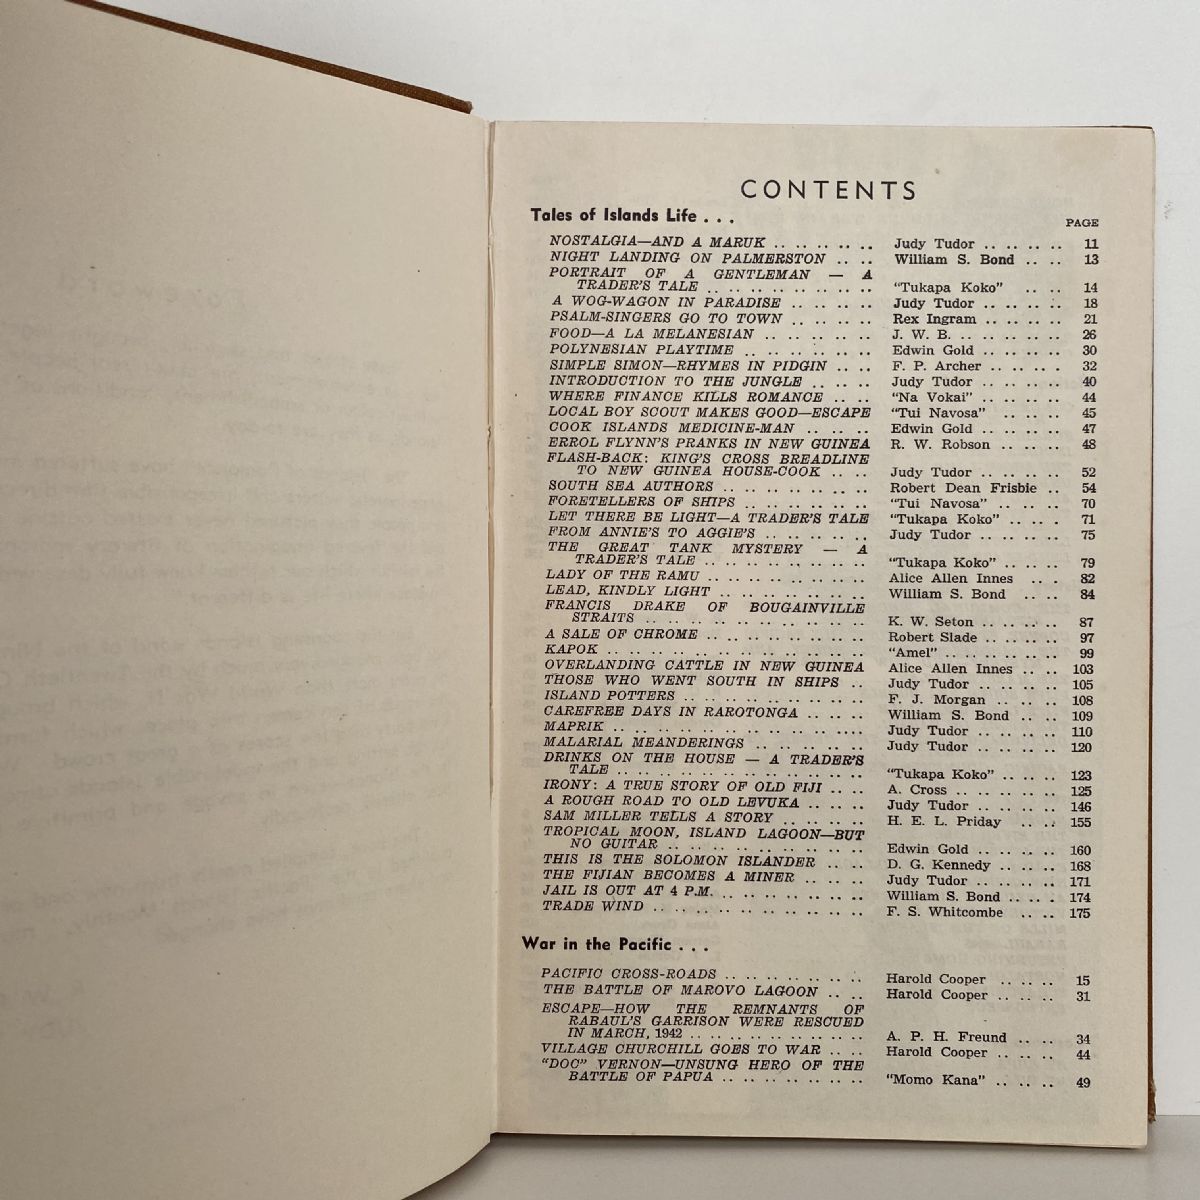 CONTENTS
Tales of Islands Life . . .
PAGE
NOSTALGIA—AND A MARUK .. .. .. .. .. .. Judy Tudor .. .. .. .. .. 11
NIGHT LANDING ON PALMERSTON .. .. William S. Bond .. .. 13
PORTRAIT OF A GENTLEMAN — A
TRADER'S TALE .. .. .. .. .. .. .. .. .. "Tukapa Koko" .. .. 14
A WOG-WAGON IN PARADISE .. .. .. .. Judy Tudor .. .. .. .. .. 18
PSALM-SINGERS GO TO TOWN .. .. .. .. Rex Ingram .. .. .. .. .. 21
FOOD—A LA MELANESIAN .. .. .. .. .. J. W. B. .. .. .. .. .. .. 26
POLYNESIAN PLAYTIME .. .. .. .. .. .. Edwin Gold .. .. .. .. .. 30
SIMPLE SIMON—RHYMES IN PIDGIN .. .. F. P. Archer .. .. .. .. . 32
INTRODUCTION TO THE JUNGLE .. .. .. Judy Tudor .. .. .. .. .. 40
WHERE FINANCE KILLS ROMANCE .. .. "Na Vokai" .. .. .. .. .. 44
LOCAL BOY SCOUT MAKES GOOD—ESCAPE "Tui Navosa" .. .. .. .. 45
COOK ISLANDS MEDICINE-MAN .. .. .. Edwin Gold .. .. .. .. .. 47
ERROL FLYNN'S PRANKS IN NEW GUINEA R. W. Robson .. .. .. .. 48
FLASH-BACK: KING'S CROSS BREADLINE
TO NEW GUINEA HOUSE-COOK .. .. Judy Tudor .. .. .. .. .. 52
SOUTH SEA AUTHORS .. .. .. .. .. .. .. Robert Dean Frisbie .. 54
FORETELLERS OF SHIPS .. .. .. .. .. .. "Tui Navosa" .. .. .. .. 70
LET THERE BE LIGHT—A TRADER'S TALE "Tukapa Koko" .. .. . 71
FROM ANNIE'S TO AGGIE'S .. .. .. .. .. Judy Tudor .. .. .. .. .. 75
THE GREAT TANK MYSTERY — A
TRADER'S TALE .. .. .. .. .. .. .. .. .. "Tukapa Koko" .. .. .. 79
LADY OF THE RAMU .. .. .. .. .. .. .. .. Alice Allen Innes .. . 82
LEAD, KINDLY LIGHT .. .. .. .. .. .. .. William S. Bond .. .. 84
FRANCIS DRAKE OF BOUGAINVILLE
STRAITS .. .. .. .. .. .. .. .. .. .. .. K. W. Seton .. .. .. .. .. 87
A SALE OF CHROME .. .. .. .. .. .. .. .. Robert Slade .. .. .. .. 97
KAPOK .. .. .. .. .. .. .. .. .. .. .. .. .. "Amel" .. .. .. .. .. .. .. 99
OVERLANDING CATTLE IN NEW GUINEA Alice Allen Innes .. .. 103
THOSE WHO WENT SOUTH IN SHIPS .. Judy Tudor .. .. .. .. .. 105
ISLAND POTTERS .. .. .. .. .. .. .. .. .. F. J. Morgan .. .. .. .. 108
CAREFREE DAYS IN RAROTONGA .. .. .. William S. Bond .. .. .. 109
MAPRIK .. .. .. .. .. .. .. .. .. .. .. .... Judy Tudor .. .. .. .. .. 110
MALARIAL MEANDERINGS .. .. .. .. .. .. Judy Tudor .. .. .. .. .. 120
DRINKS ON THE HOUSE — A TRADER'S
TALE .. .. .. .. .. .. .. .. .. .. .. .. "Tukapa Koko" .. .. .. 123
IRONY: A TRUE STORY OF OLD FIJI .. .. A. Cross .. .. .. .. .. .. 125
A ROUGH ROAD TO OLD LEVUKA .. .. .. Judy Tudor .. .. .. .. .. 146
SAM MILLER TELLS A STORY .. .. .. .. H. E. L. Priday .. .. 155
TROPICAL MOON, ISLAND LAGOON—BUT
NO GUITAR .. .. .. .. .. .. .. .. .. .. Edwin Gold .. .. .. .. .. 160
THIS IS THE SOLOMON ISLANDER .. .. D. G. Kennedy .. .. .. .. 168
THE FIJIAN BECOMES A MINER .. .. .. Judy Tudor .. .. .. .. .. 171
JAIL IS OUT AT 4 P.M. .. .. .. .. .. .. .. William S. Bond .. .. . 174
TRADE WIND .. .. .. .. .. .. .. .. .. .. .. F. S. Whitcombe .. .. 175
War in the Pacific . . .
PACIFIC CROSS-ROADS .. .. .. .. .. .. .. Harold Cooper .. .. .. .. 15
THE BATTLE OF MAROVO LAGOON .. .. Harold Cooper .. .. .. .. 31
ESCAPE—HOW THE REMNANTS OF
RABAUL'S GARRISON WERE RESCUED
IN MARCH, 1942 .. .. .. .. .. .. .. .. .. A. P. H. Freund .. .. .. 34
VILLAGE CHURCHILL GOES TO WAR .. .. Harold Cooper .. .. .. .. 44
"DOC" VERNON—UNSUNG HERO OF THE
BATTLE OF PAPUA .. .. .. .. .. .. .. "Momo Kana" .. .. .. .. 49